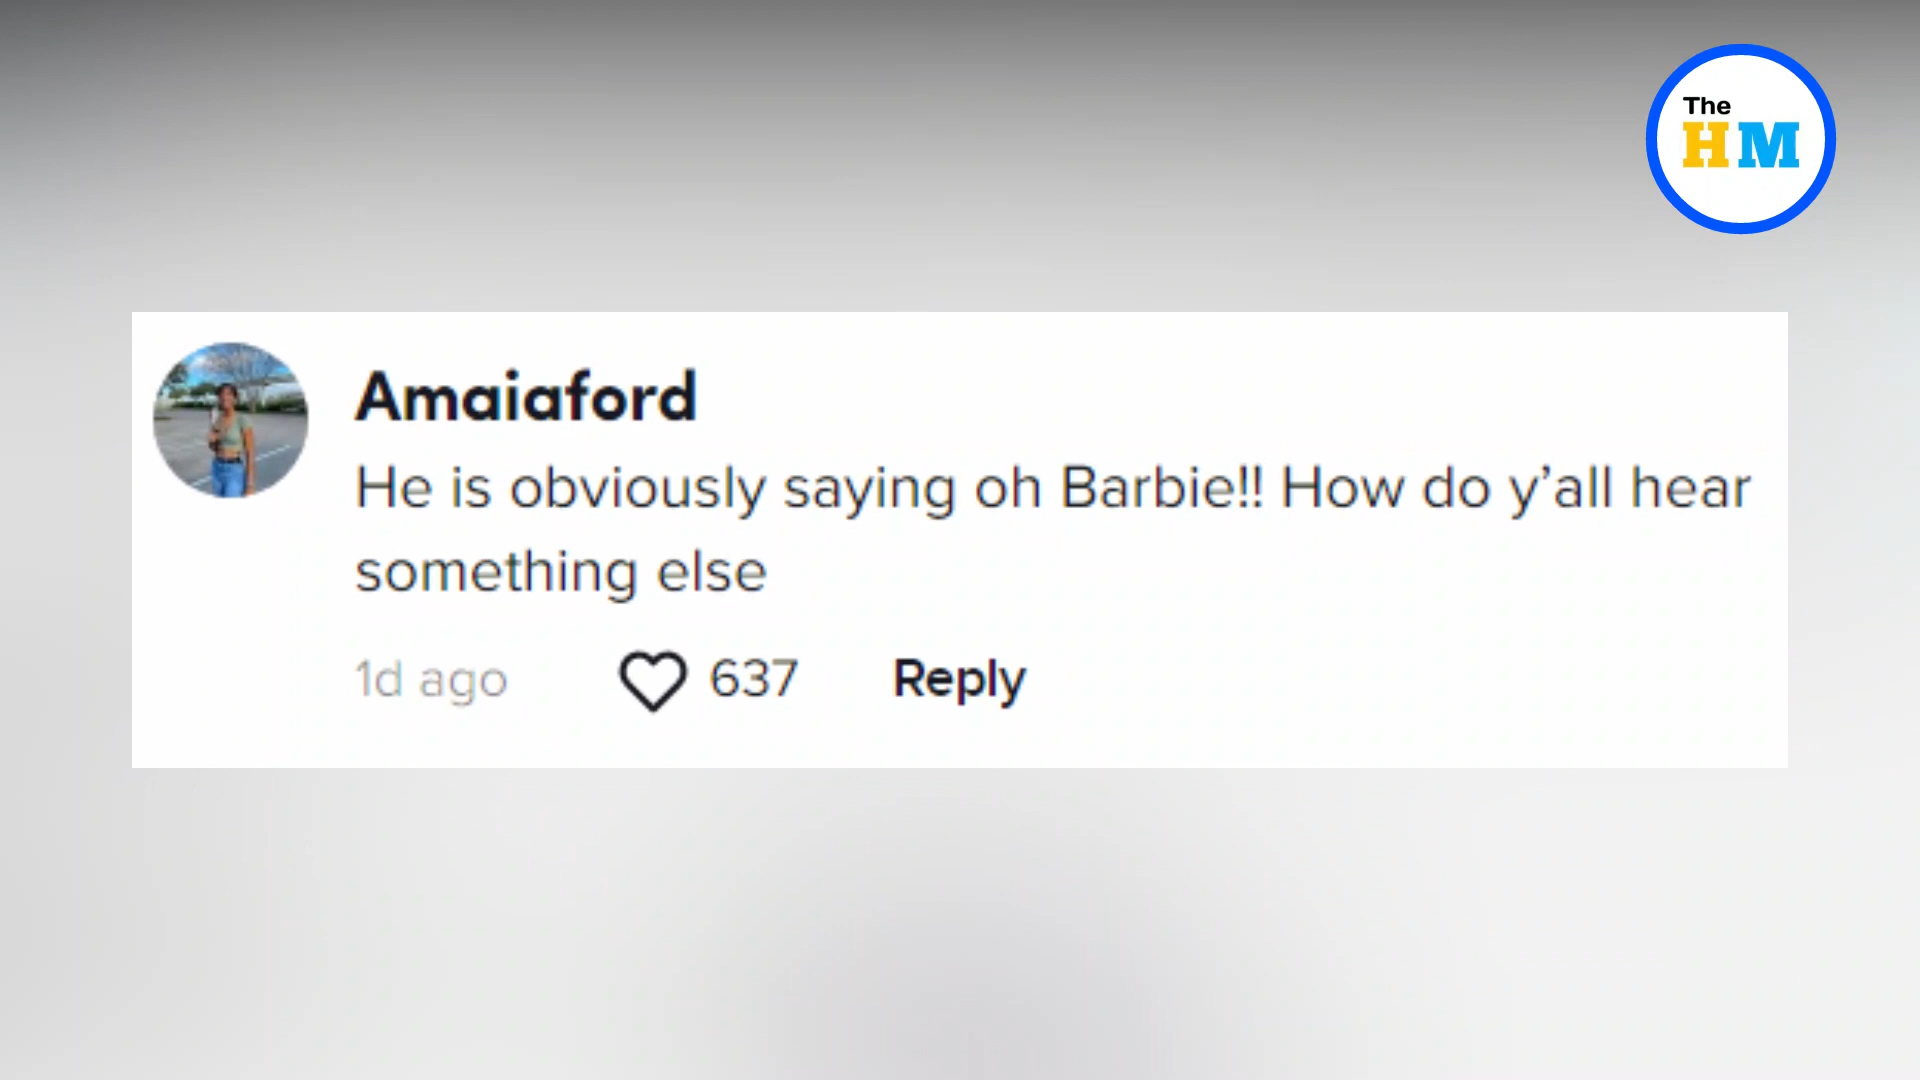 The
HM
Amaiaford
He is obviously saying oh Barbie!! How do y’all hear
something else
1d ago 637 Reply